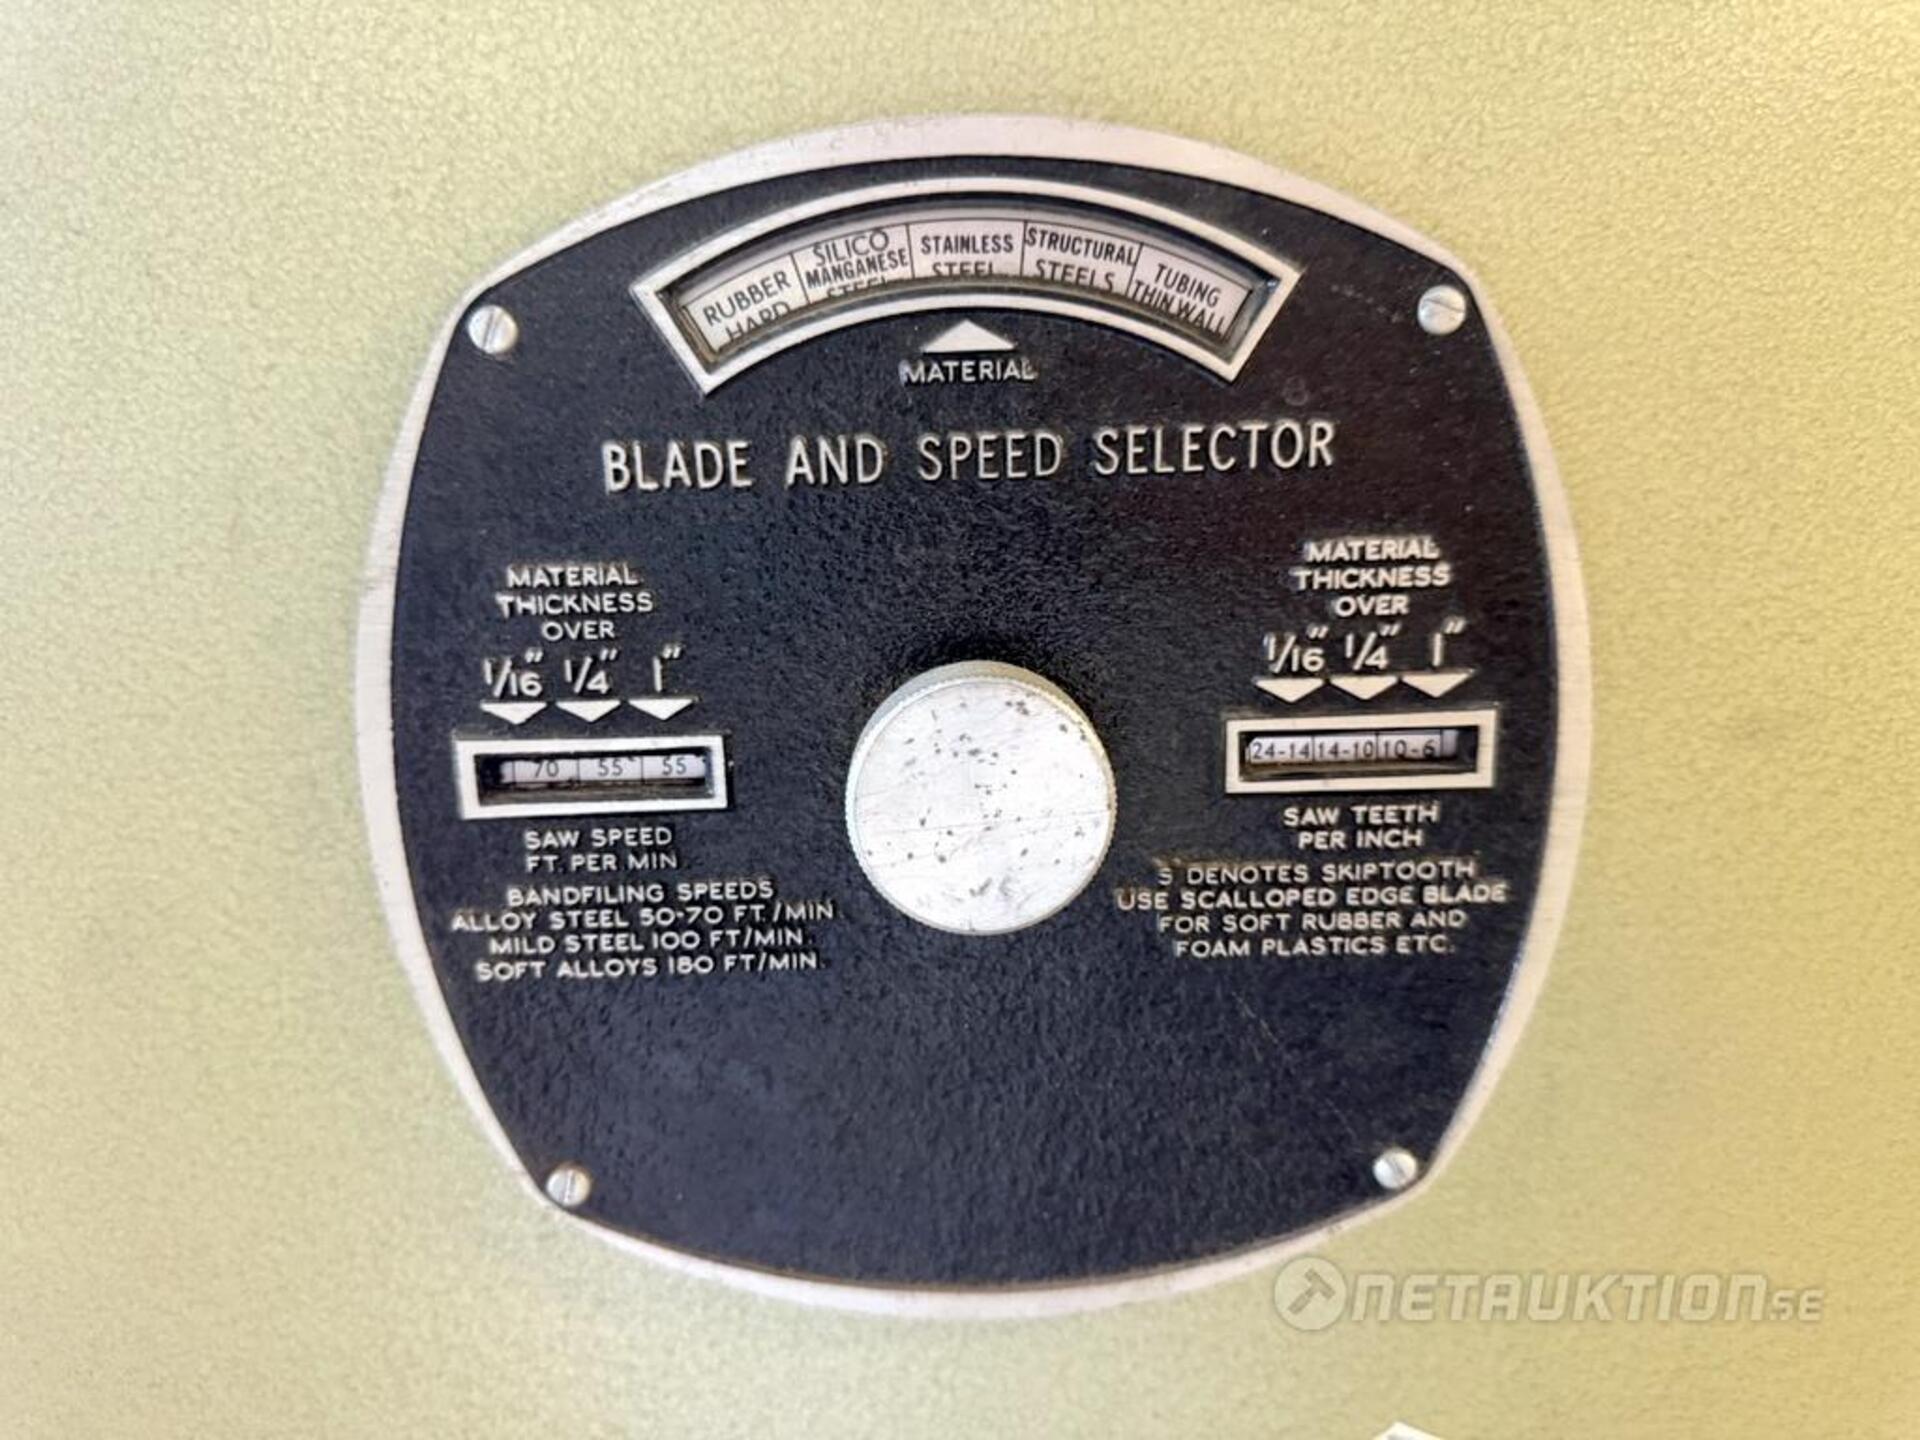 RUBBER
HARD
SILICO
MANGANESE
STEEL
STAINLESS
STEEL
STRUCTURAL
STEELS
TUBING
THIN WALL
MATERIAL
BLADE AND SPEED SELECTOR
MATERIAL
THICKNESS
OVER
1/16" 1/4" 1"
70 55 55
SAW SPEED
FT. PER MIN.
BANDFILING SPEEDS
ALLOY STEEL 50-70 FT./MIN.
MILD STEEL 100 FT/MIN.
SOFT ALLOYS 180 FT/MIN.
MATERIAL
THICKNESS
OVER
1/16" 1/4" 1"
24-14 14-10 10-6
SAW TEETH
PER INCH
'S' DENOTES SKIPTOOTH
USE SCALLOPED EDGE BLADE
FOR SOFT RUBBER AND
FOAM PLASTICS ETC.
NETAUKTION.SE